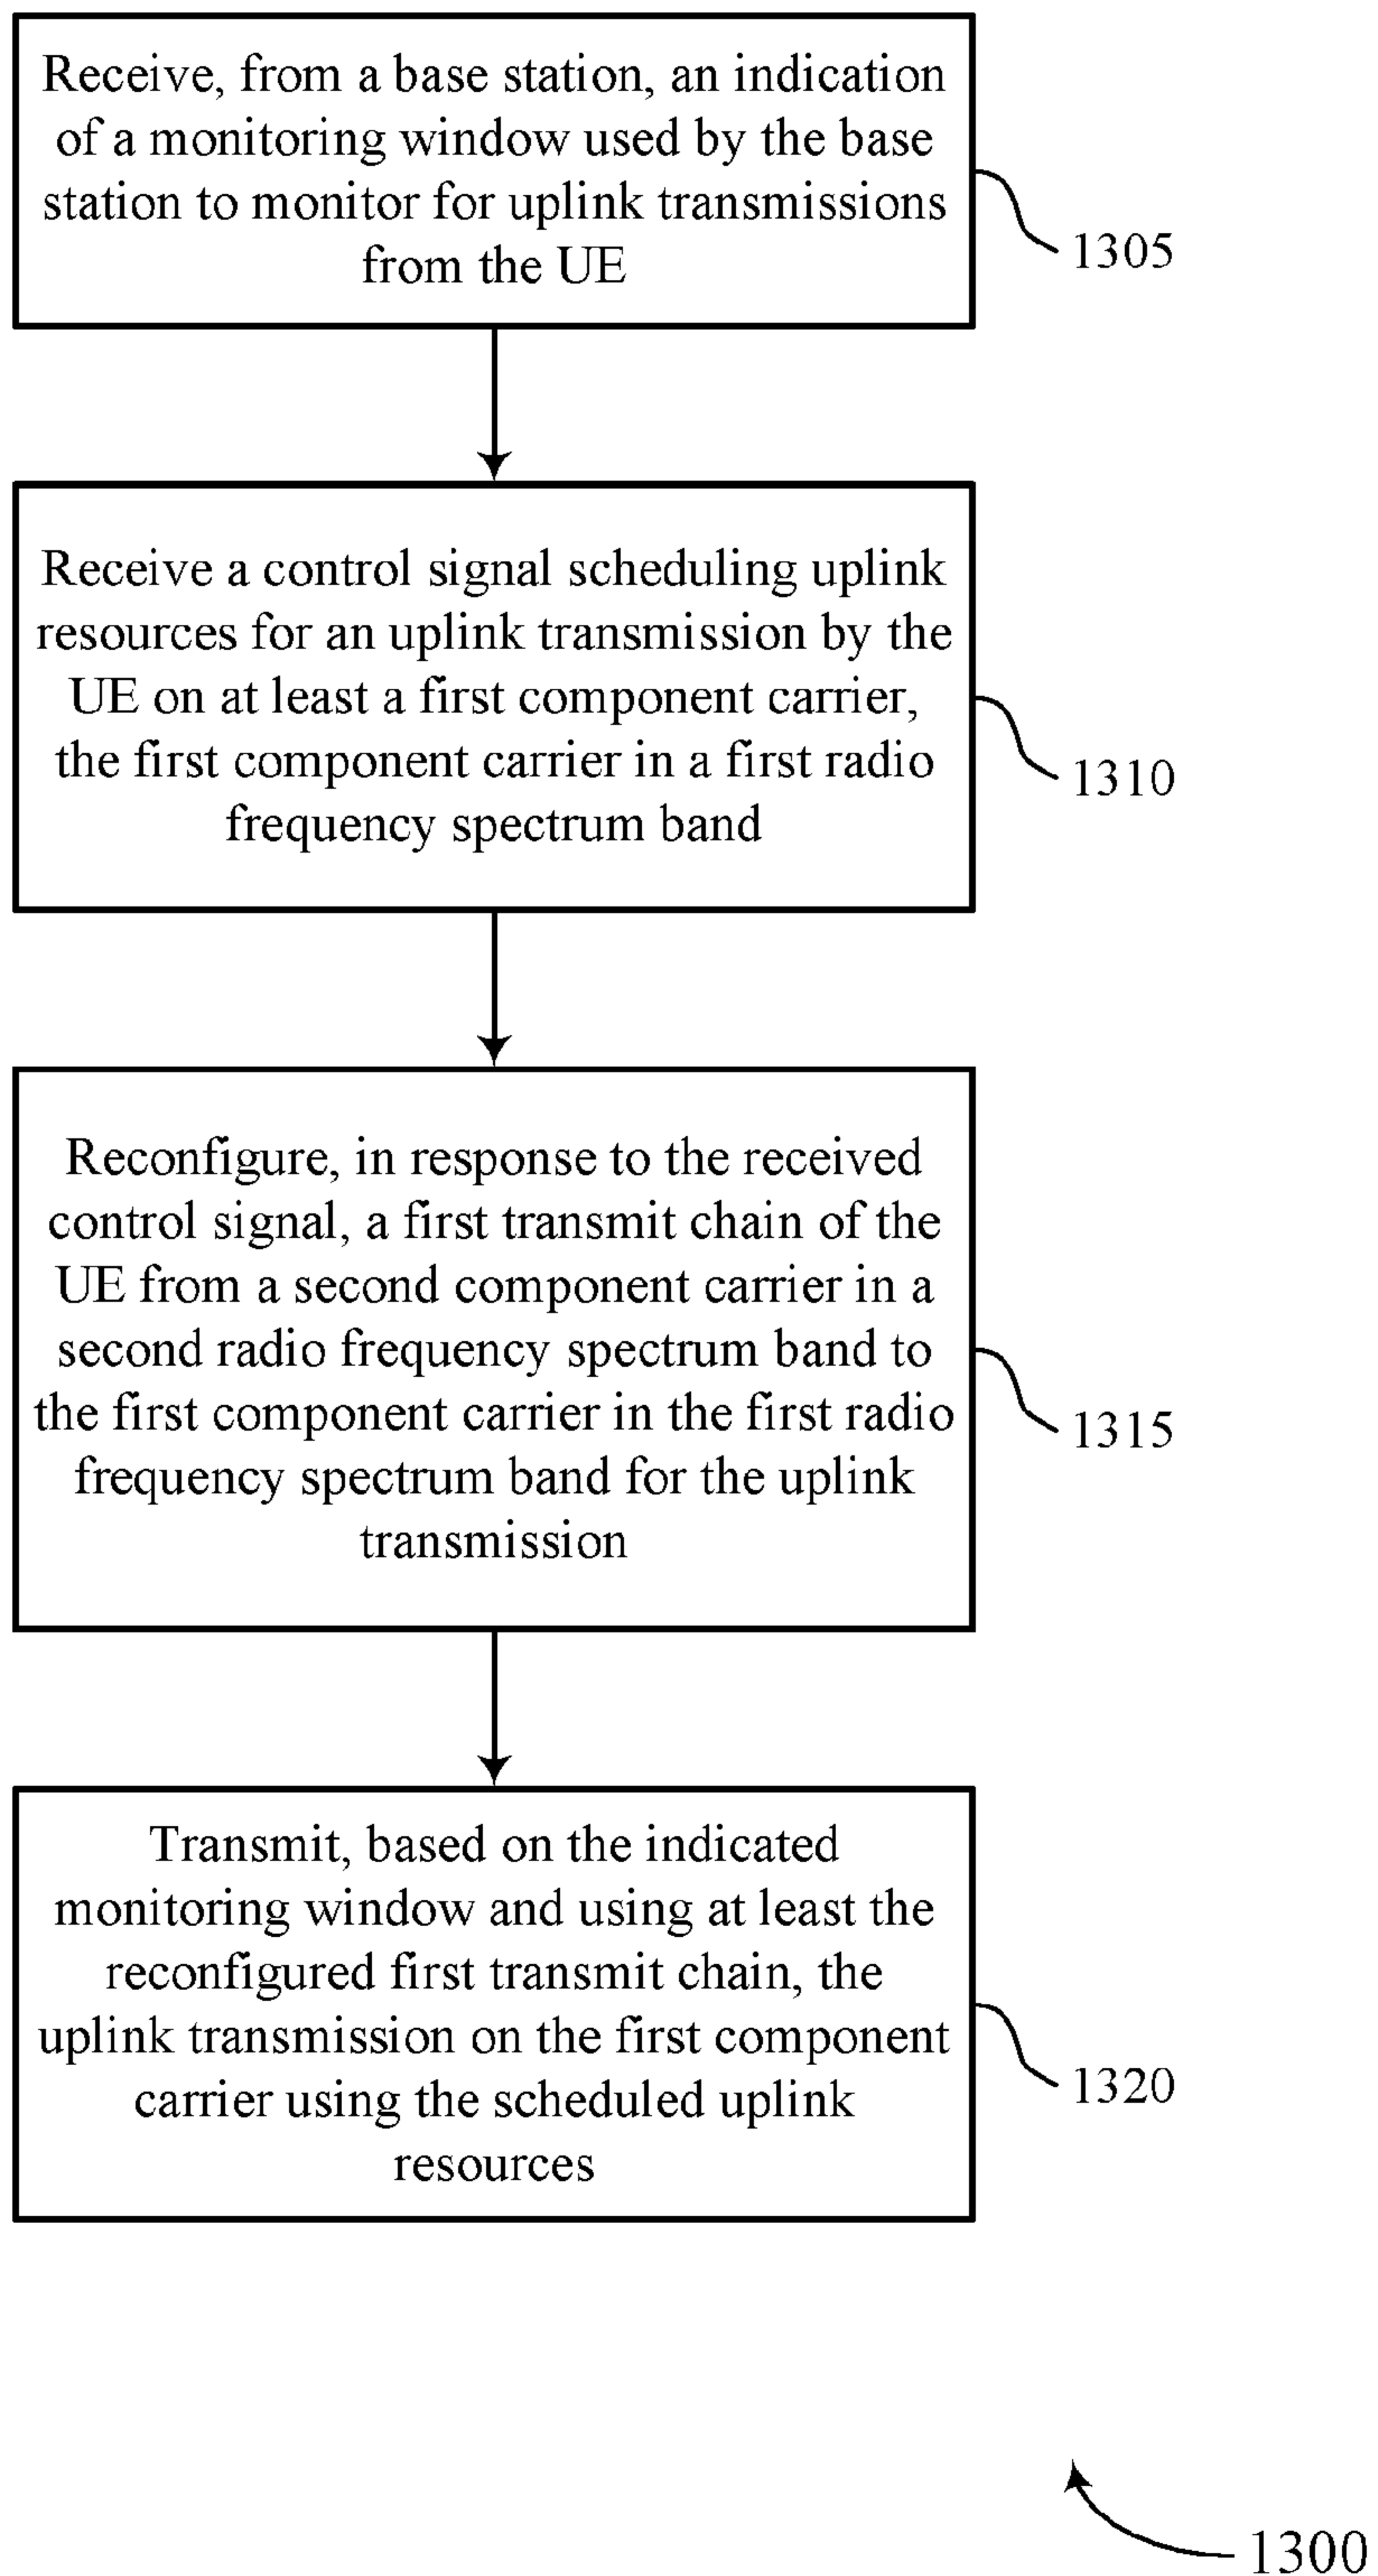 Receive, from a base station, an indication
of a monitoring window used by the base
station to monitor for uplink transmissions
from the UE
1305
Receive a control signal scheduling uplink
resources for an uplink transmission by the
UE on at least a first component carrier,
the first component carrier in a first radio
frequency spectrum band
1310
Reconfigure, in response to the received
control signal, a first transmit chain of the
UE from a second component carrier in a
second radio frequency spectrum band to
the first component carrier in the first radio
frequency spectrum band for the uplink
transmission
1315
Transmit, based on the indicated
monitoring window and using at least the
reconfigured first transmit chain, the
uplink transmission on the first component
carrier using the scheduled uplink
resources
1320
1300